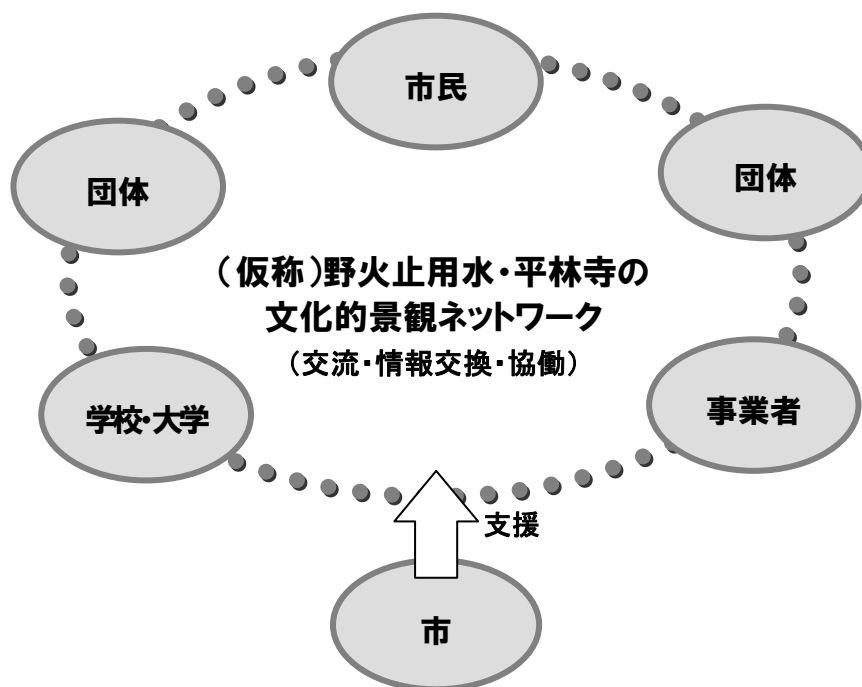 市民
団体
団体
（仮称）野火止用水・平林寺の
文化的景観ネットワーク
（交流・情報交換・協働）
学校・大学
事業者
支援
市